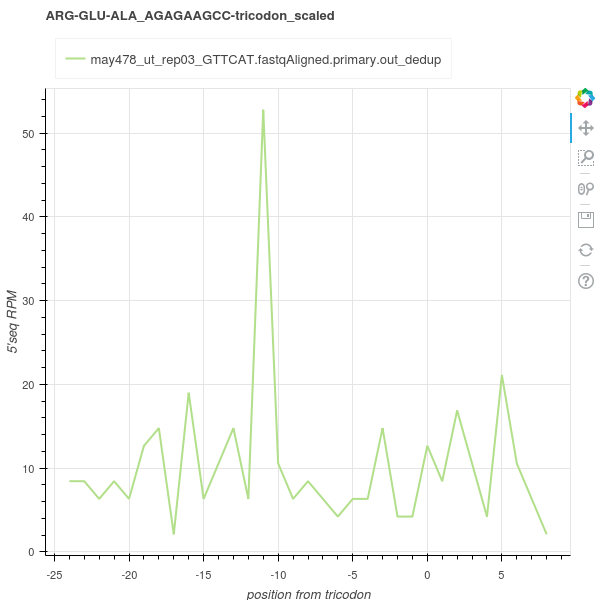 ARG-GLU-ALA_AGAGAAGCC-tricodon_scaled
may478_ut_rep03_GTTCAT.fastqAligned.primary.out_dedup
50
40
30
20
10
0
5'seq RPM
-25 -20 -15 -10 -5 0 5
position from tricodon